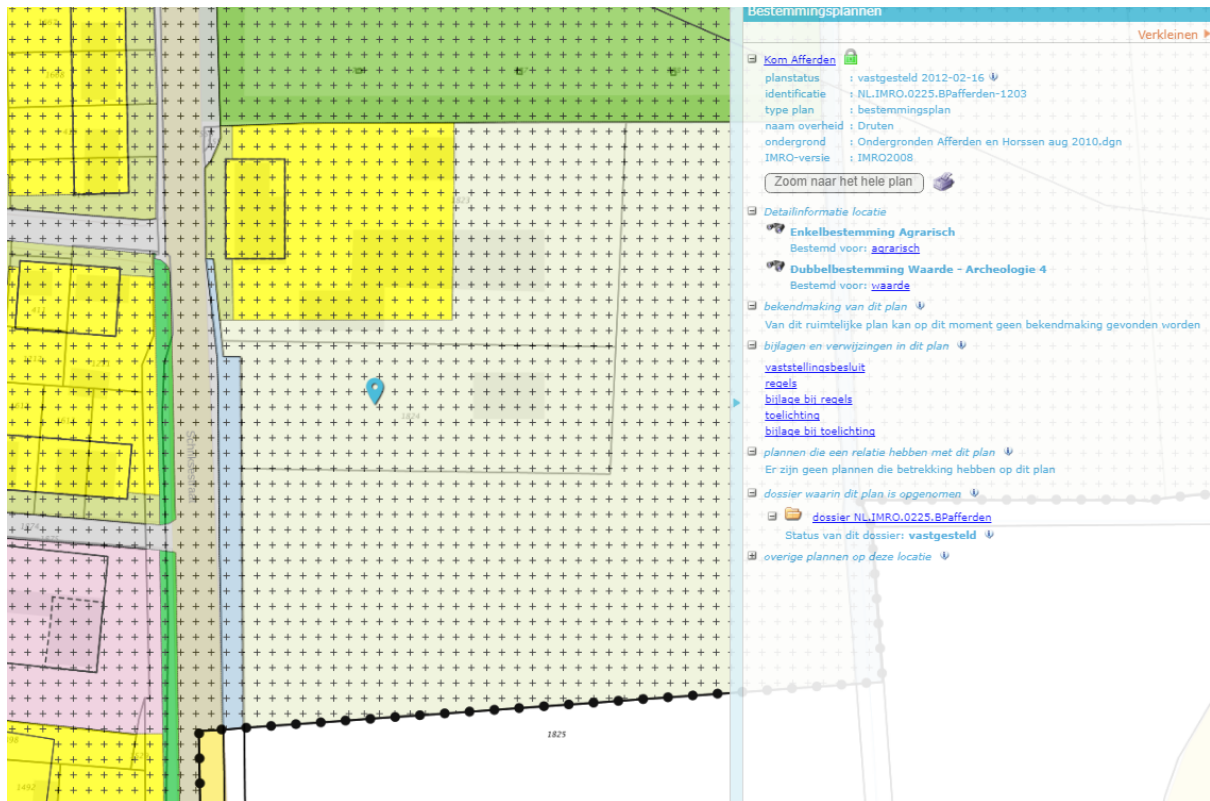 Bestemmingsplannen
Verkleinen
Kom Afferden
planstatus : vastgesteld 2012-02-16
identificatie : NL.IMRO.0225.BPafferden-1203
type plan : bestemmingsplan
naam overheid : Druten
ondergrond : Ondergronden Afferden en Horssen aug 2010.dgn
IMRO-versie : IMRO2008
Zoom naar het hele plan
Detailinformatie locatie
Enkelbestemming Agrarisch
Bestemd voor: agrarisch
Dubbelbestemming Waarde - Archeologie 4
Bestemd voor: waarde
bekendmaking van dit plan
Van dit ruimtelijke plan kan op dit moment geen bekendmaking gevonden worden
bijlagen en verwijzingen in dit plan
vaststellingsbesluit
regels
bijlage bij regels
toelichting
bijlage bij toelichting
plannen die een relatie hebben met dit plan
Er zijn geen plannen die betrekking hebben op dit plan
dossier waarin dit plan is opgenomen
dossier NL.IMRO.0225.BPafferden
Status van dit dossier: vastgesteld
overige plannen op deze locatie
1823
1824
1825
1492